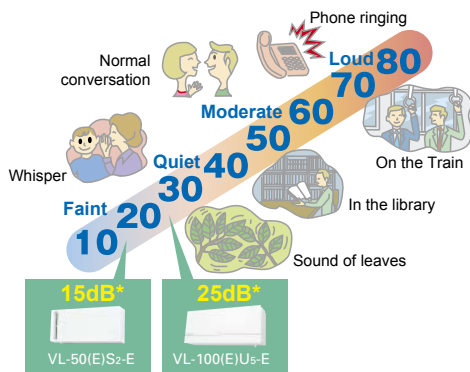 Phone ringing
Normal
conversation
Loud 80
70
Moderate 60
50
On the Train
Whisper
Quiet 40
30
In the library
Faint 20
10
Sound of leaves
15dB*
VL-50(E)S2-E
25dB*
VL-100(E)U5-E